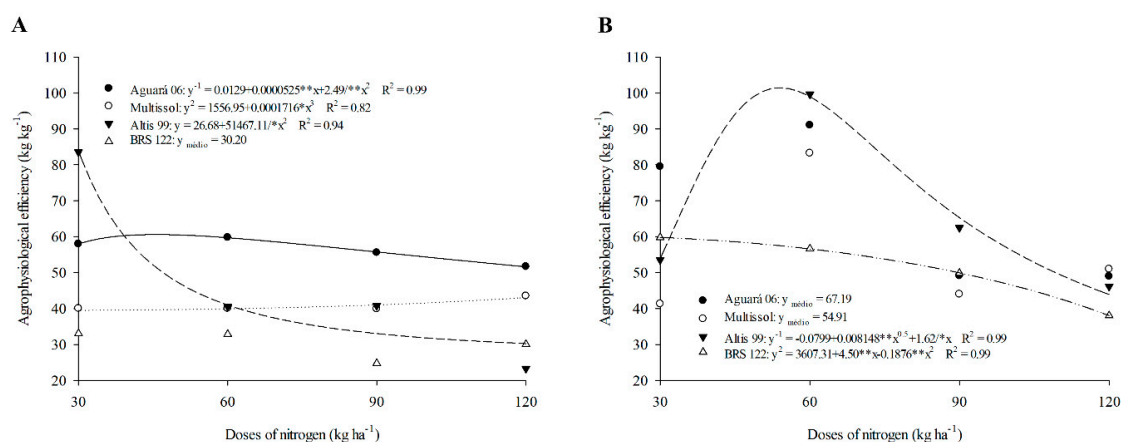 A
Agrophysiological efficiency (kg kg⁻¹)
110
100
90
80
70
60
50
40
30
20
Aguará 06: y⁻¹ = 0.0129+0.0000525**x+2.49/**x² R² = 0.99
Multissol: y² = 1556.95+0.0001716*x³ R² = 0.82
Altis 99: y = 26.68+51467.11/*x² R² = 0.94
BRS 122: y médio = 30.20
30 60 90 120
Doses of nitrogen (kg ha⁻¹)
B
Agrophysiological efficiency (kg kg⁻¹)
110
100
90
80
70
60
50
40
30
20
Aguará 06: y médio = 67.19
Multissol: y médio = 54.91
Altis 99: y⁻¹ = -0.0799+0.008148**x⁰·⁵+1.62/*x R² = 0.99
BRS 122: y² = 3607.31+4.50**x-0.1876**x² R² = 0.99
30 60 90 120
Doses of nitrogen (kg ha⁻¹)